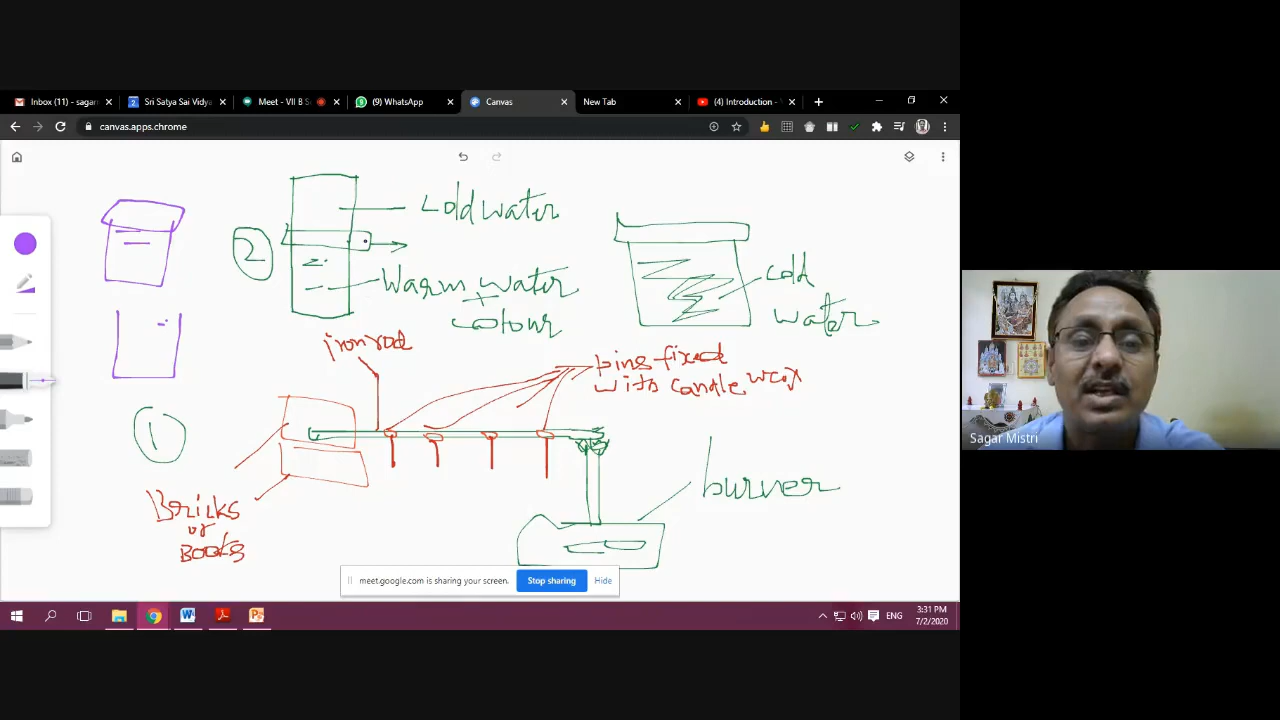 Inbox (11) - sagarm
Sri Satya Sai Vidya
Meet - VII B S
(9) WhatsApp
Canvas
New Tab
(4) Introduction -
canvas.apps.chrome
2
Cold water
Warm water
+
colour
cold
water
iron rod
pins fixed
with candle wax
1
Bricks
or
Books
burner
Sagar Mistri
meet.google.com is sharing your screen.
Stop sharing
Hide
ENG
3:31 PM
7/2/2020